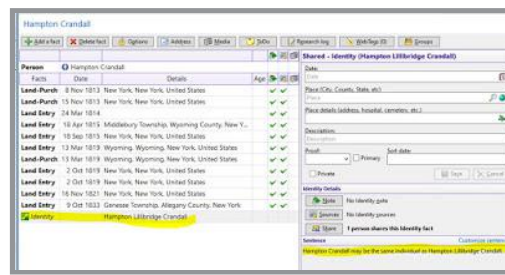 Hampton Crandall
Add a fact Delete fact Options Address Media ToDo Research log WebTags (0) Groups
Person Hampton Crandall
Facts Date Details Age
Land-Purch 8 Nov 1813 New York, New York, United States
Land-Purch 15 Nov 1813 New York, New York, United States
Land Entry 24 Mar 1814
Land Entry 18 Apr 1815 Middlebury Township, Wyoming County, New Y...
Land Entry 18 Sep 1815 New York, New York, United States
Land Entry 13 Mar 1819 Wyoming, Wyoming, New York, United States
Land-Purch 13 Mar 1819 Wyoming, Wyoming, New York, United States
Land Entry 2 Oct 1819 New York, New York, United States
Land Entry 2 Oct 1819 New York, New York, United States
Land Entry 16 Nov 1821 New York, New York, United States
Land Entry 9 Oct 1833 Genesee Township, Allegany County, New York
Identity Hampton Lillibridge Crandall
Shared - Identity (Hampton Lillibridge Crandall)
Date:
Date
Place (City, County, State, etc)
Place
Place details (address, hospital, cemetery, etc.)
Description:
Description
Proof: Sort date:
Primary
Private Save Cancel
Identity Details
Note No Identity note
Sources No Identity sources
Share 1 person shares this Identity fact
Sentence Customize sentence
Hampton Crandall may be the same individual as Hampton Lillibridge Crandall.